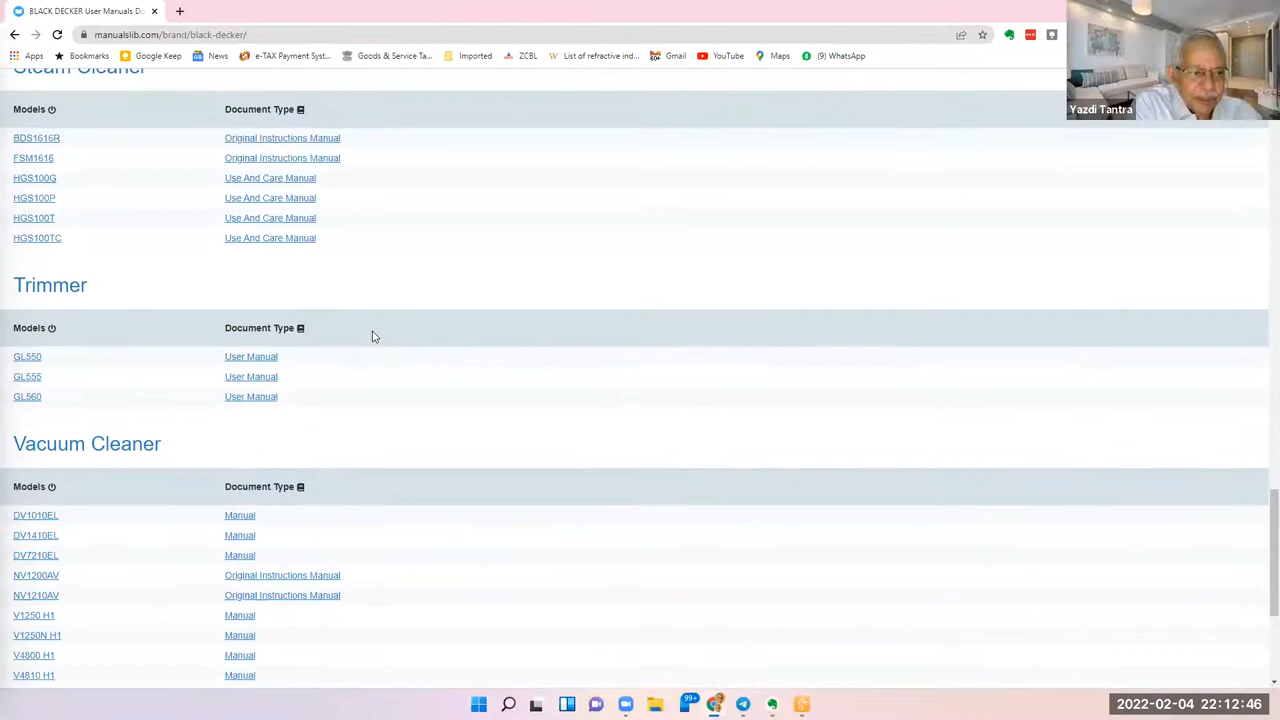 BLACK DECKER User Manuals Do
manualslib.com/brand/black-decker/
Apps Bookmarks Google Keep News e-TAX Payment Syst... Goods & Service Ta... Imported ZCBL List of refractive ind... Gmail YouTube Maps (9) WhatsApp
Yazdi Tantra
Steam Cleaner
Models Document Type
BDS1616R Original Instructions Manual
FSM1616 Original Instructions Manual
HGS100G Use And Care Manual
HGS100P Use And Care Manual
HGS100T Use And Care Manual
HGS100TC Use And Care Manual
Trimmer
Models Document Type
GL550 User Manual
GL555 User Manual
GL560 User Manual
Vacuum Cleaner
Models Document Type
DV1010EL Manual
DV1410EL Manual
DV7210EL Manual
NV1200AV Original Instructions Manual
NV1210AV Original Instructions Manual
V1250 H1 Manual
V1250N H1 Manual
V4800 H1 Manual
V4810 H1 Manual
99+
2022-02-04 22:12:46